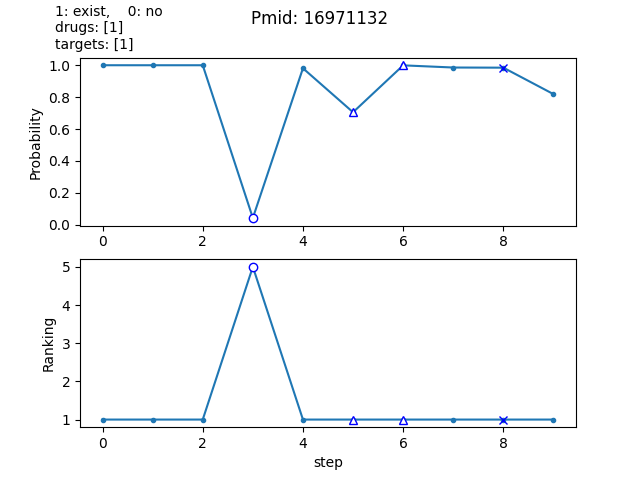 1: exist,    0: no
drugs: [1]
targets: [1]
Pmid: 16971132
Probability
1.0
0.8
0.6
0.4
0.2
0.0
0 2 4 6 8
Ranking
5
4
3
2
1
0 2 4 6 8
step